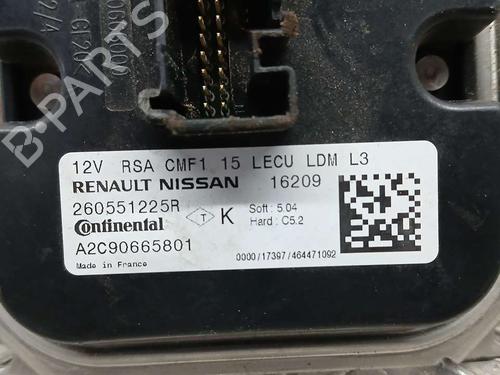 12V RSA CMF1 15 LECU LDM L3
RENAULT NISSAN 16209
260551225R
T K
Soft : 5.04
Hard : C5.2
Continental
A2C90665801
Made in France
0000/17397/464471092
B-PARTS